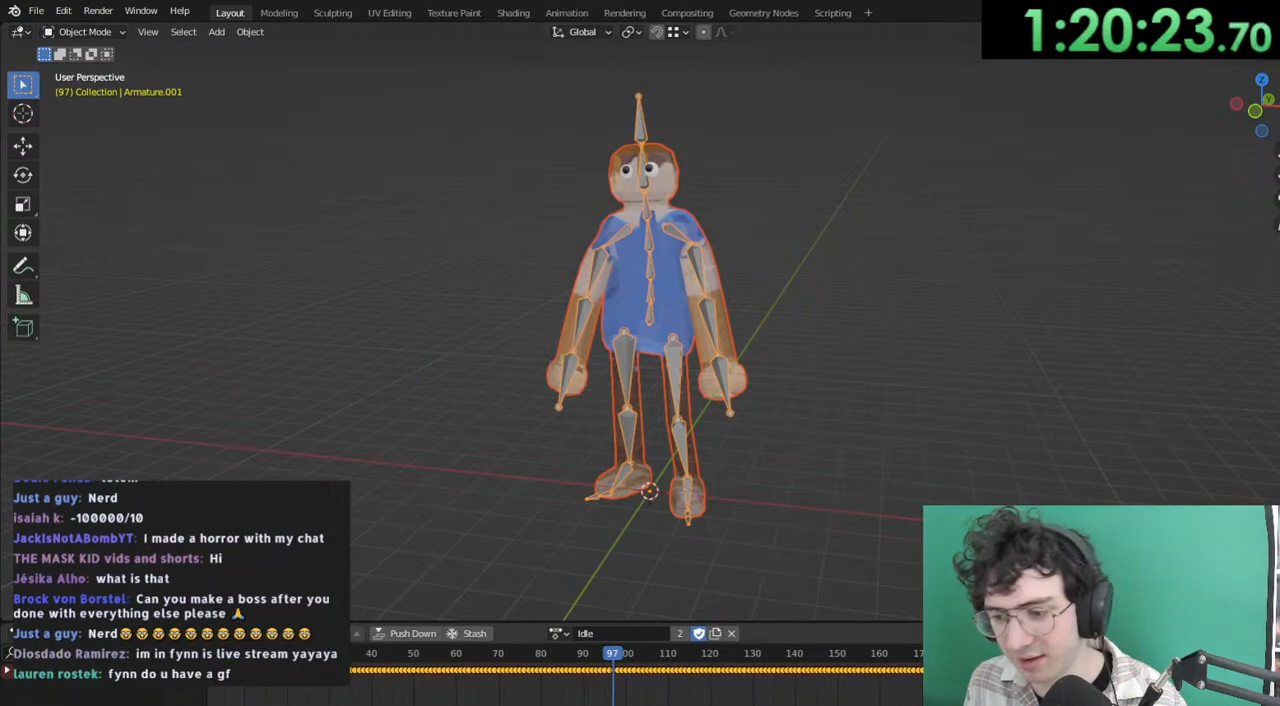 File Edit Render Window Help
Layout Modeling Sculpting UV Editing Texture Paint Shading Animation Rendering Compositing Geometry Nodes Scripting +
1:20:23.70
Object Mode View Select Add Object
Global
User Perspective
(97) Collection | Armature.001
Z
Y
Just a guy: Nerd
isaiah k: -100000/10
JackIsNotABombYT: I made a horror with my chat
THE MASK KID vids and shorts: Hi
Jésika Alho: what is that
Brock von Borstel: Can you make a boss after you
done with everything else please 🙏
Just a guy: Nerd🤓🤓🤓🤓🤓🤓🤓🤓🤓🤓🤓
Diosdado Ramirez: im in fynn is live stream yayaya
lauren rostek: fynn do u have a gf
Push Down Stash Idle 2
40 50 60 70 80 90 97 110 120 130 140 150 160